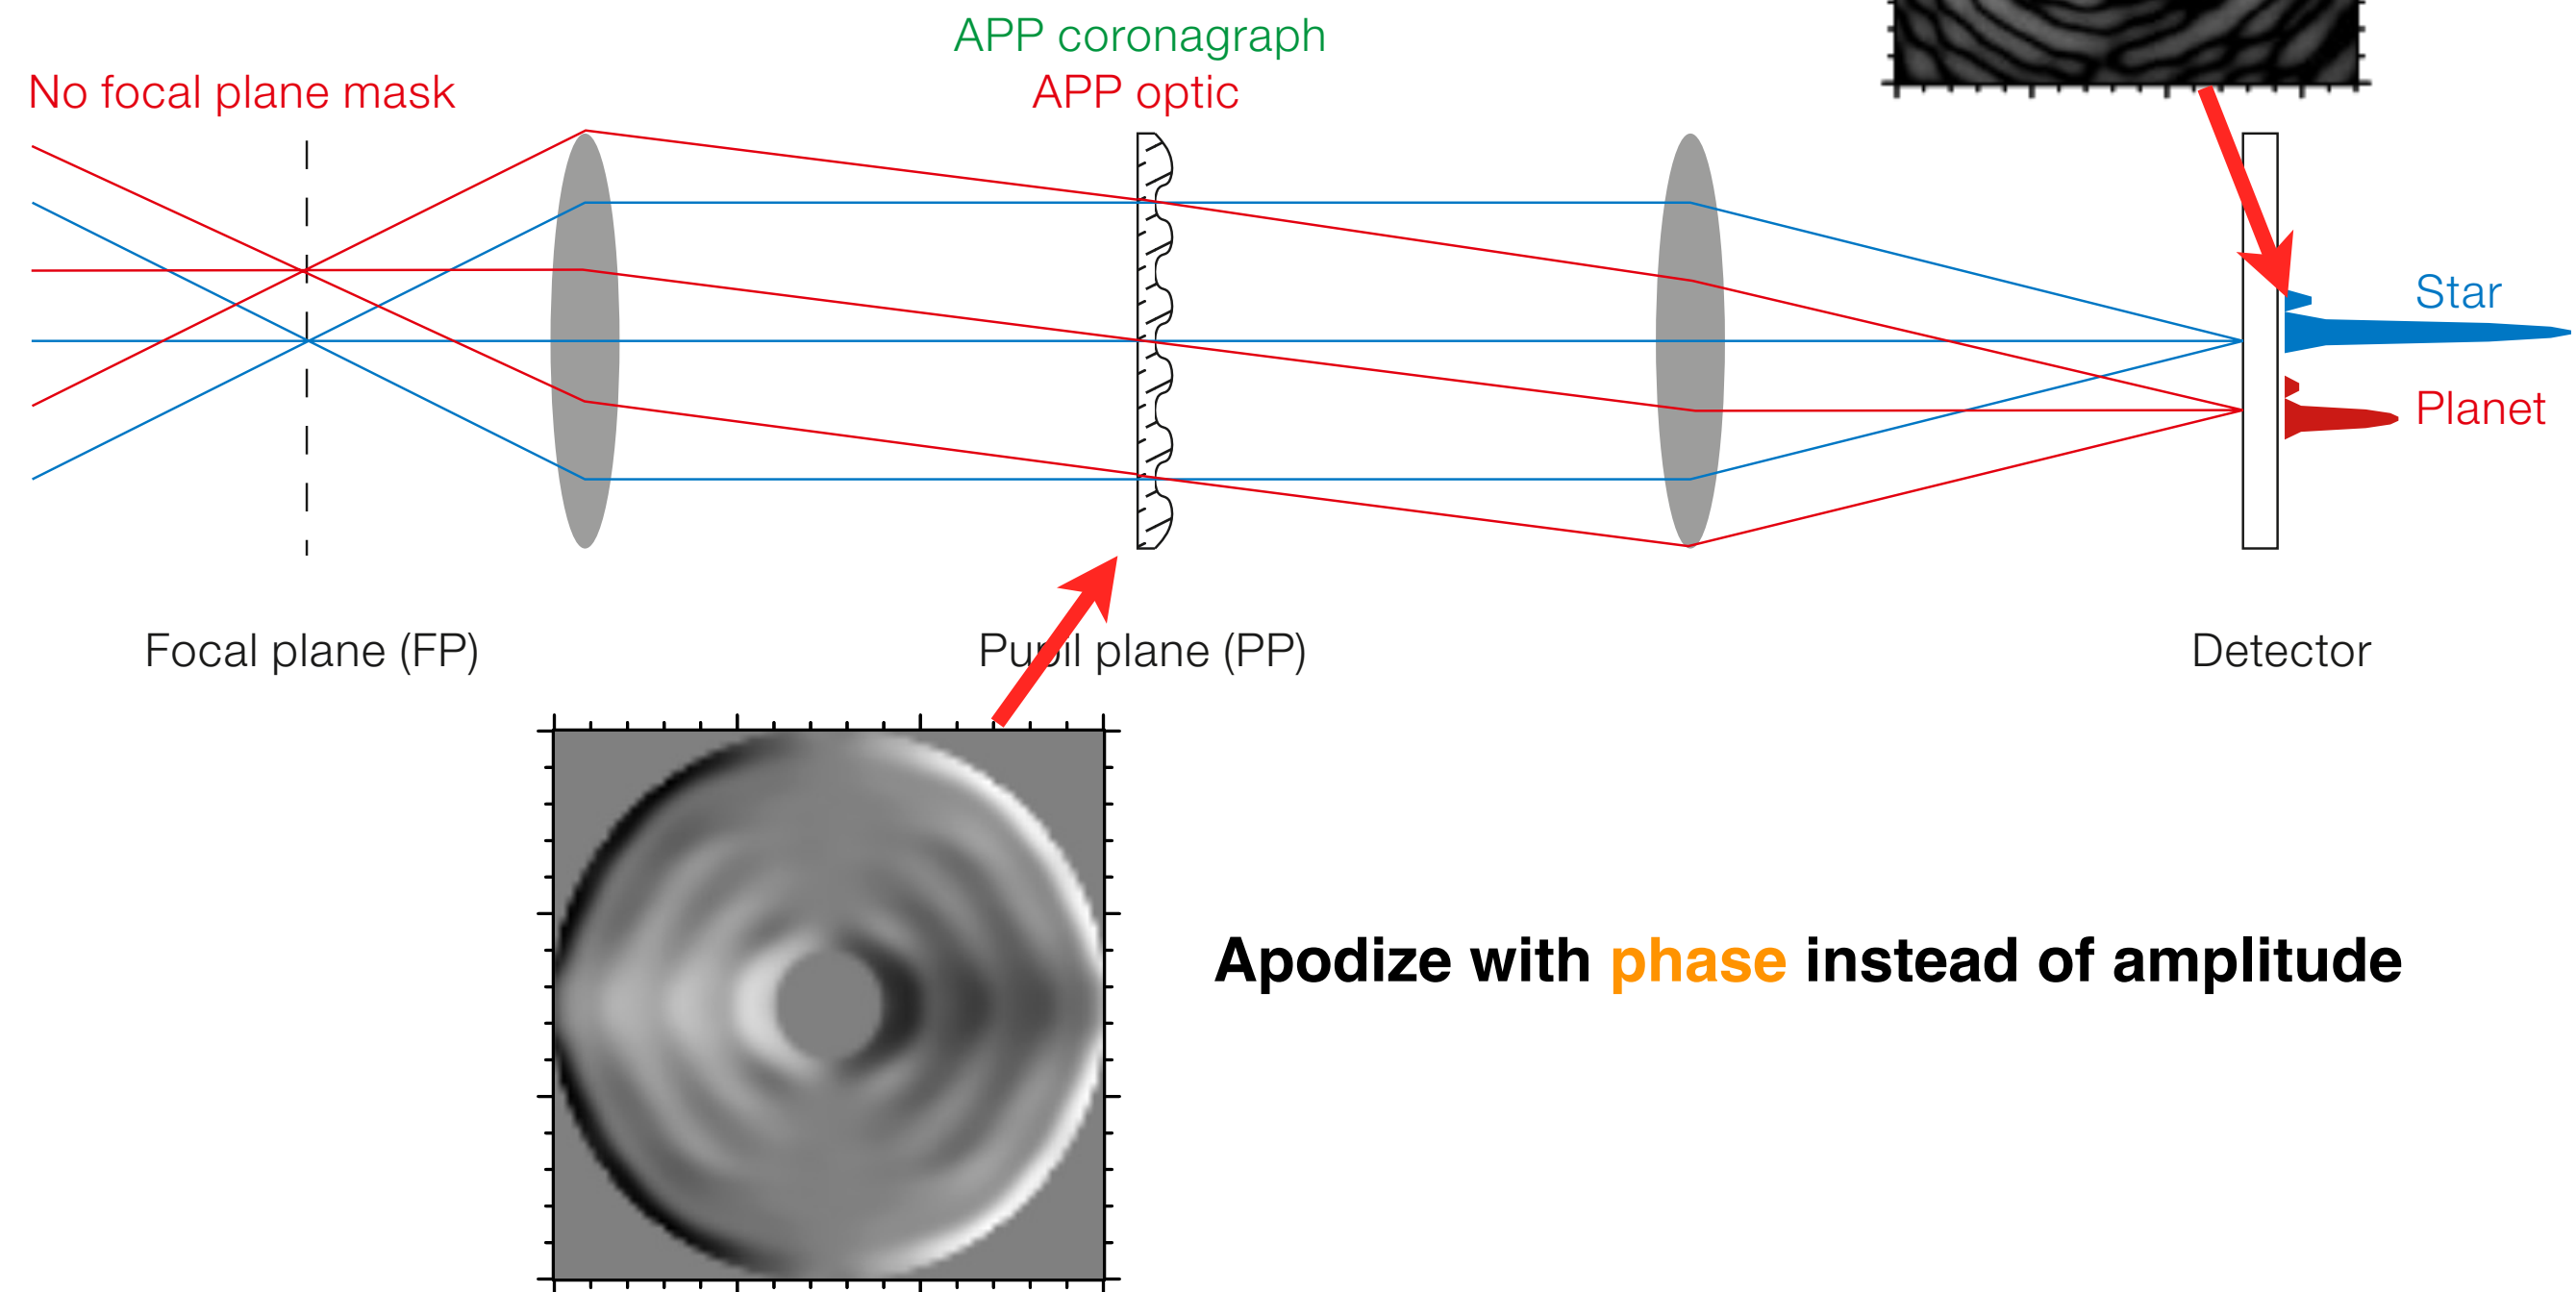 APP coronagraph
No focal plane mask
APP optic
Star
Planet
Focal plane (FP)
Pupil plane (PP)
Detector
Apodize with phase instead of amplitude